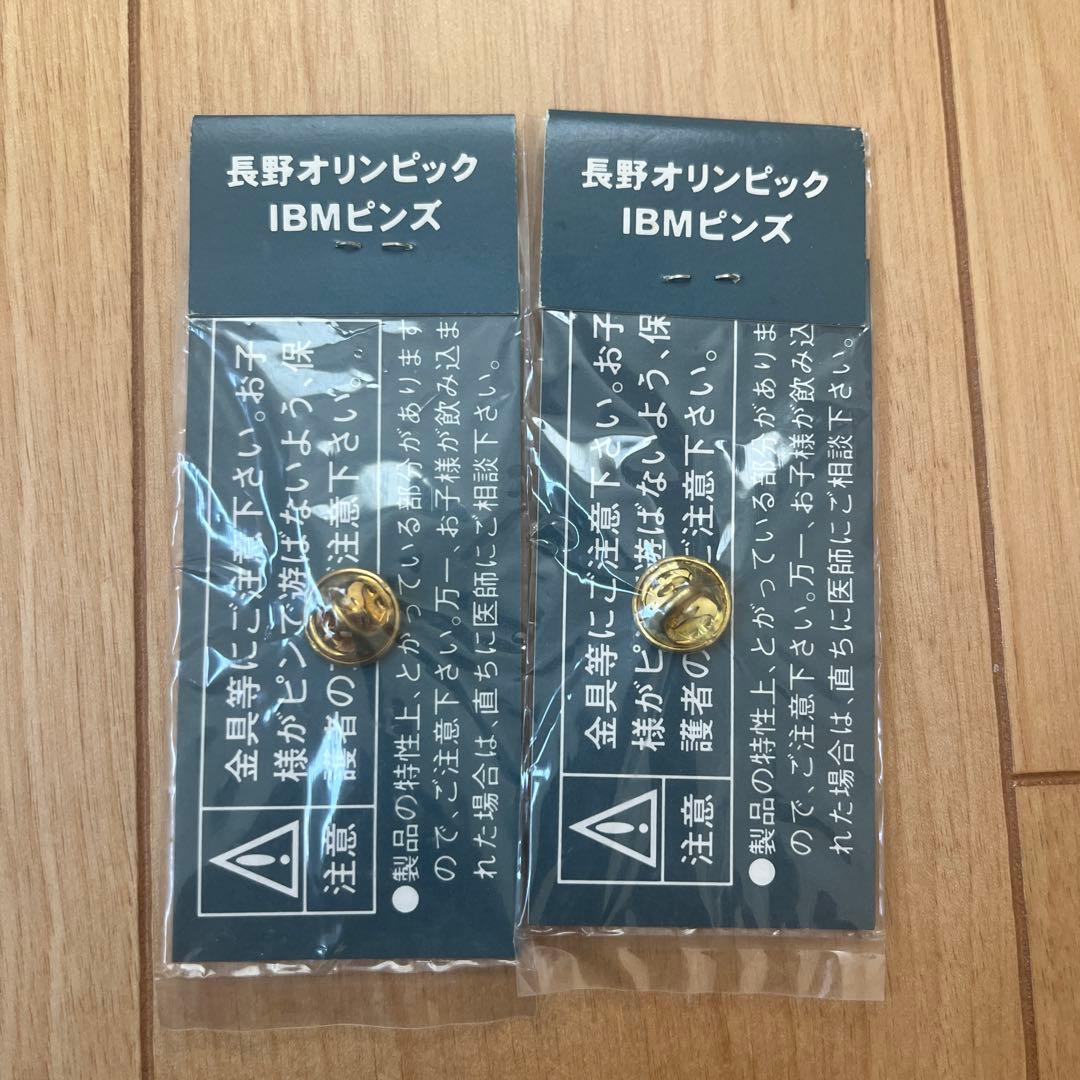 長野オリンピック
IBMピンズ
注意
金具等にご注意下さい。お子
様がピンで遊ばないよう、保
護者の ご注意下さい。
●製品の特性上、とがっている部分があります
ので、ご注意下さい。万一、お子様が飲み込ま
れた場合は、直ちに医師にご相談下さい。
長野オリンピック
IBMピンズ
注意
金具等にご注意下さい。お子
様がピ 遊ばないよう、保
護者の ご注意下さい。
●製品の特性上、とがっている部分がありま
ので、ご注意下さい。万一、お子様が飲み込
れた場合は、直ちに医師にご相談下さい。